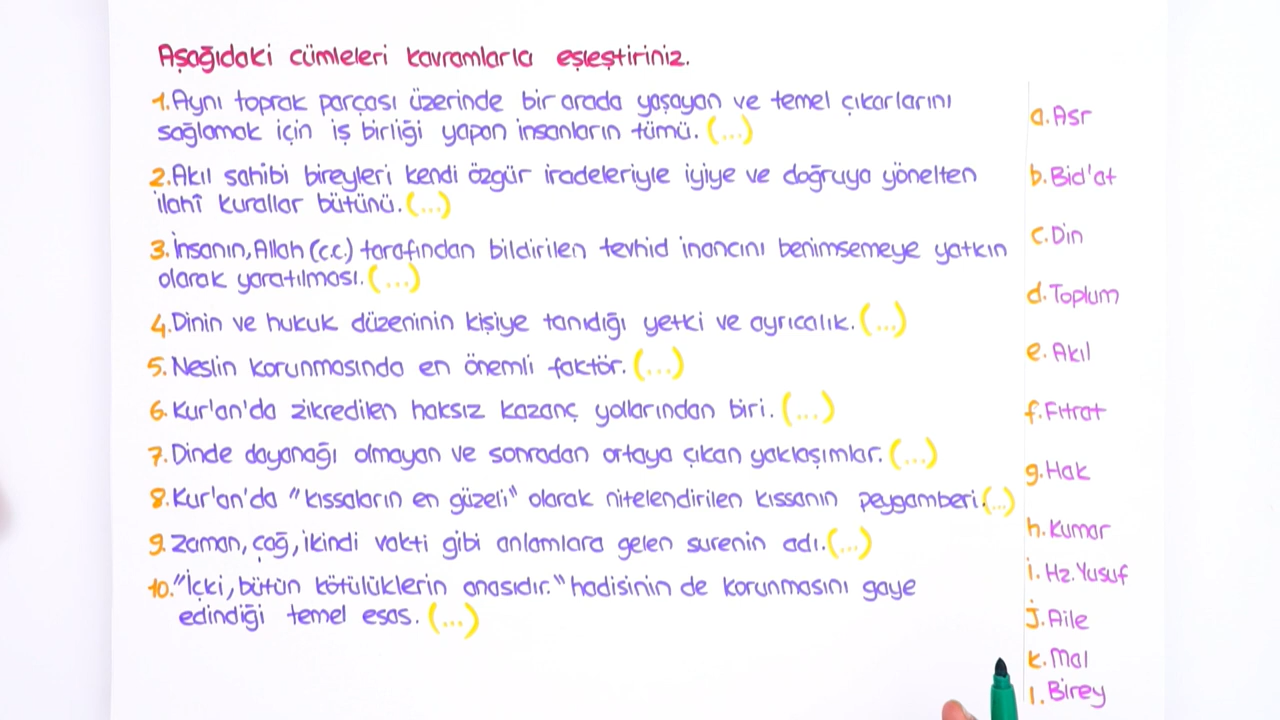 Aşağıdaki cümleleri kavramlarla eşleştiriniz.
1.Aynı toprak parçası üzerinde bir arada yaşayan ve temel çıkarlarını
sağlamak için iş birliği yapan insanların tümü. (...)
2.Akıl sahibi bireyleri kendi özgür iradeleriyle iyiye ve doğruya yönelten
ilahî kurallar bütünü. (...)
3.İnsanın, Allah (c.c.) tarafından bildirilen tevhid inancını benimsemeye yatkın
olarak yaratılması. (...)
4.Dinin ve hukuk düzeninin kişiye tanıdığı yetki ve ayrıcalık. (...)
5.Neslin korunmasında en önemli faktör. (...)
6.Kur'an'da zikredilen haksız kazanç yollarından biri. (...)
7.Dinde dayanağı olmayan ve sonradan ortaya çıkan yaklaşımlar. (...)
8.Kur'an'da "kıssaların en güzeli" olarak nitelendirilen kıssanın peygamberi.(...)
9.Zaman, çağ, ikindi vakti gibi anlamlara gelen surenin adı.(...)
10."İçki, bütün kötülüklerin anasıdır." hadisinin de korunmasını gaye
edindiği temel esas. (...)
a.Asr
b.Bid'at
c.Din
d.Toplum
e.Akıl
f.Fıtrat
g.Hak
h.Kumar
i.Hz.Yusuf
j.Aile
k.Mal
l.Birey